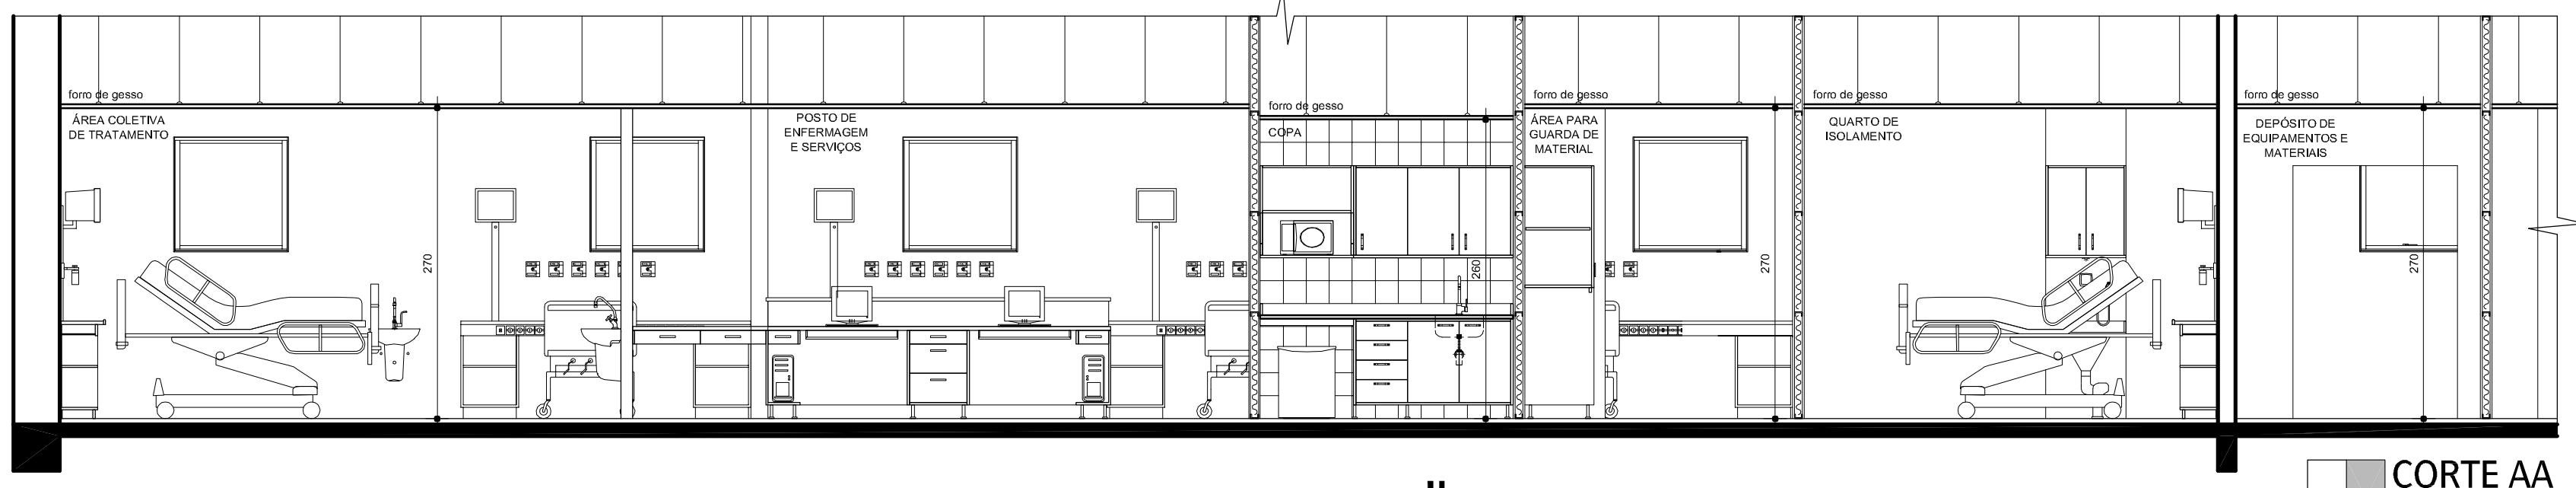 forro de gesso
ÁREA COLETIVA
DE TRATAMENTO
270
POSTO DE
ENFERMAGEM
E SERVIÇOS
forro de gesso
COPA
260
forro de gesso
ÁREA PARA
GUARDA DE
MATERIAL
270
forro de gesso
QUARTO DE
ISOLAMENTO
forro de gesso
DEPÓSITO DE
EQUIPAMENTOS E
MATERIAIS
270
CORTE AA